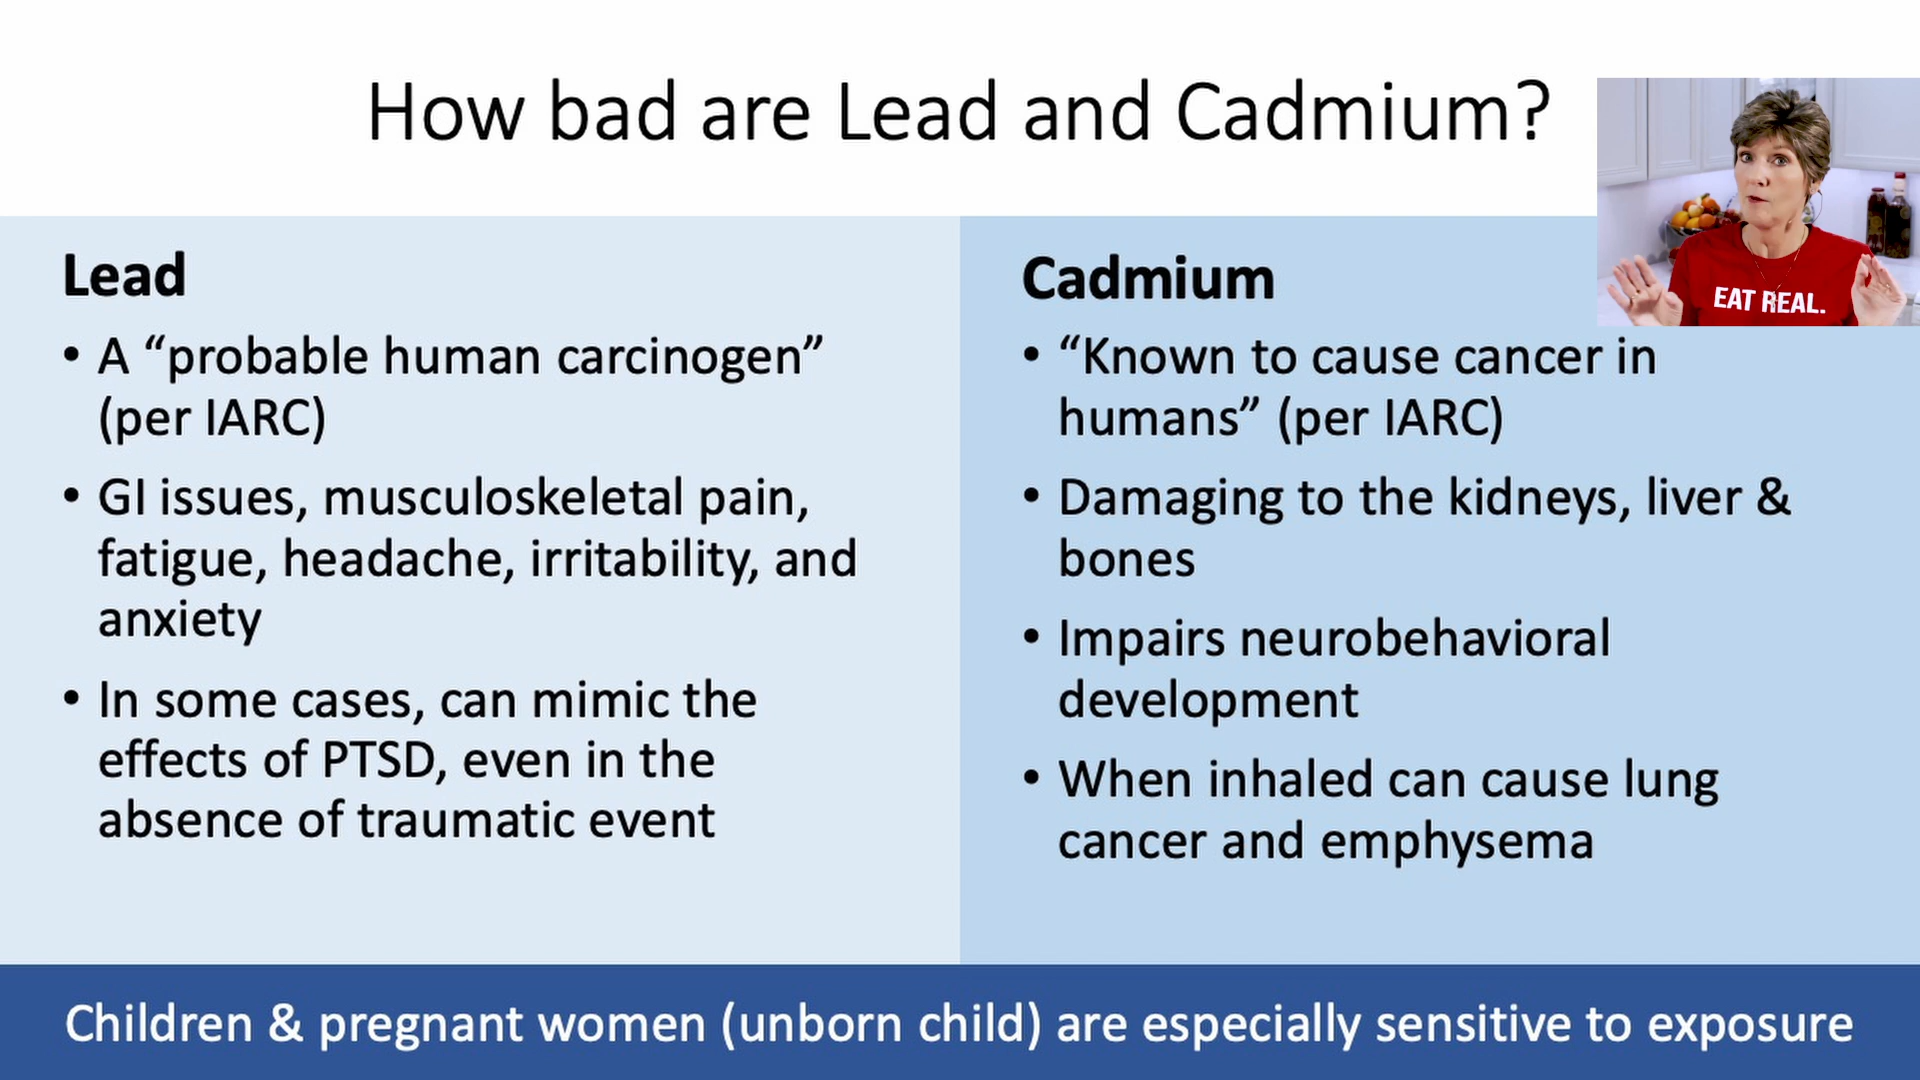 How bad are Lead and Cadmium?
EAT REAL.
Lead
• A “probable human carcinogen”
(per IARC)
• GI issues, musculoskeletal pain,
fatigue, headache, irritability, and
anxiety
• In some cases, can mimic the
effects of PTSD, even in the
absence of traumatic event
Cadmium
• “Known to cause cancer in
humans” (per IARC)
• Damaging to the kidneys, liver &
bones
• Impairs neurobehavioral
development
• When inhaled can cause lung
cancer and emphysema
Children & pregnant women (unborn child) are especially sensitive to exposure